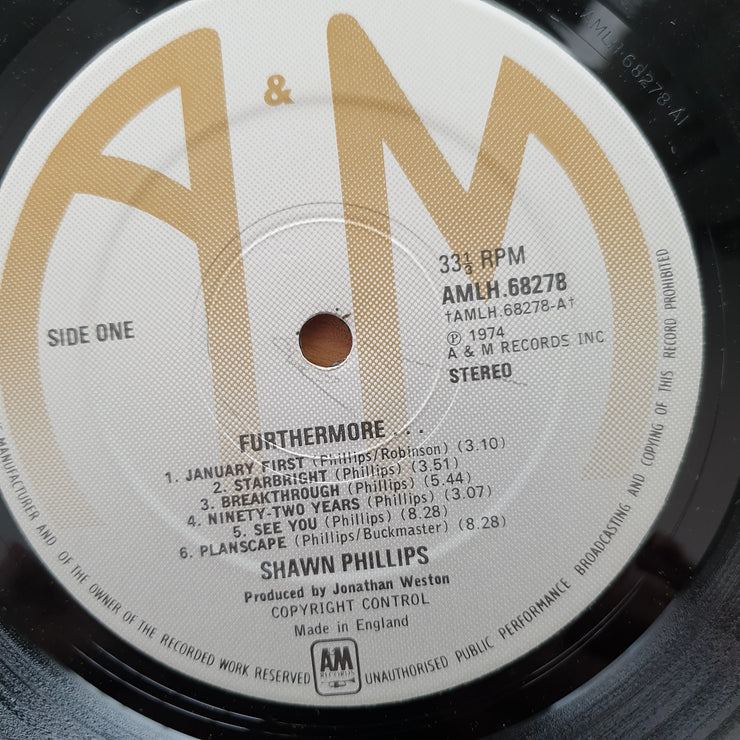 A & M
AMLH-68278-A1
SIDE ONE
33⅓ RPM
AMLH.68278
†AMLH.68278-A†
℗ 1974
A & M RECORDS INC
STEREO
FURTHERMORE . . .
1. JANUARY FIRST (Phillips/Robinson) (3.10)
2. STARBRIGHT (Phillips) (3.51)
3. BREAKTHROUGH (Phillips) (5.44)
4. NINETY-TWO YEARS (Phillips) (3.07)
5. SEE YOU (Phillips) (8.28)
6. PLANSCAPE (Phillips/Buckmaster) (8.28)
SHAWN PHILLIPS
Produced by Jonathan Weston
COPYRIGHT CONTROL
Made in England
AM
RECORDS
MANUFACTURER AND OF THE OWNER OF THE RECORDED WORK RESERVED UNAUTHORISED PUBLIC PERFORMANCE BROADCASTING AND COPYING OF THIS RECORD PROHIBITED